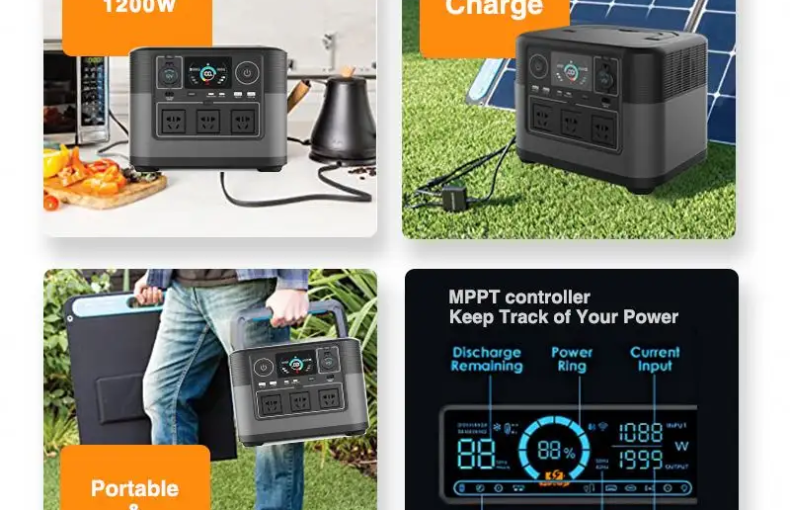 1200W
Charge
Portable
&
MPPT controller
Keep Track of Your Power
Discharge
Remaining
Power
Ring
Current
Input
88
88%
1088
INPUT
W
1999
OUTPUT